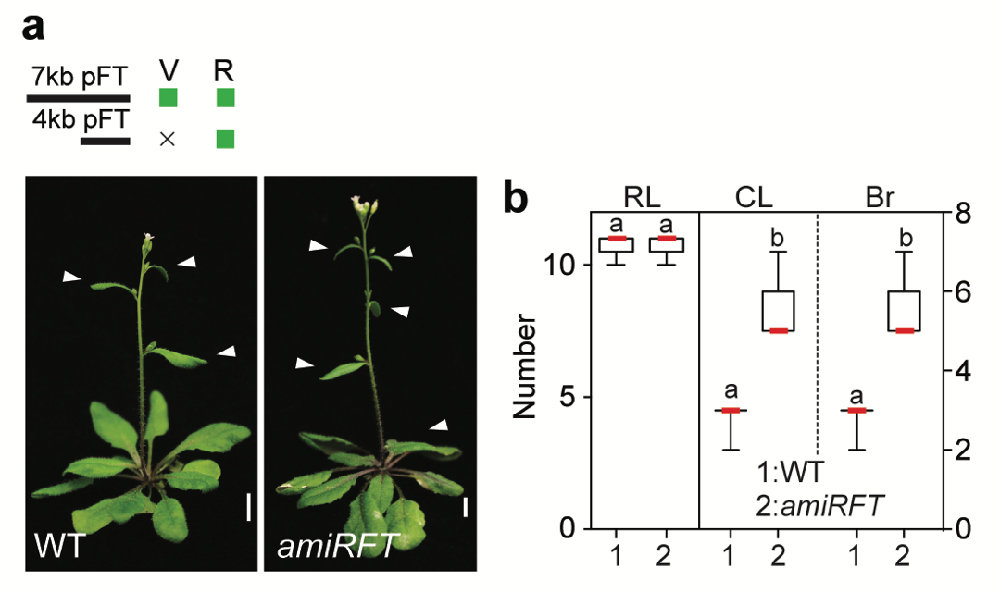 a
7kb pFT V R
4kb pFT ×
WT
amiRFT
b
RL CL Br
Number
10
5
0
8
6
4
2
0
a a b b
a a
1:WT
2:amiRFT
1 2 1 2 1 2